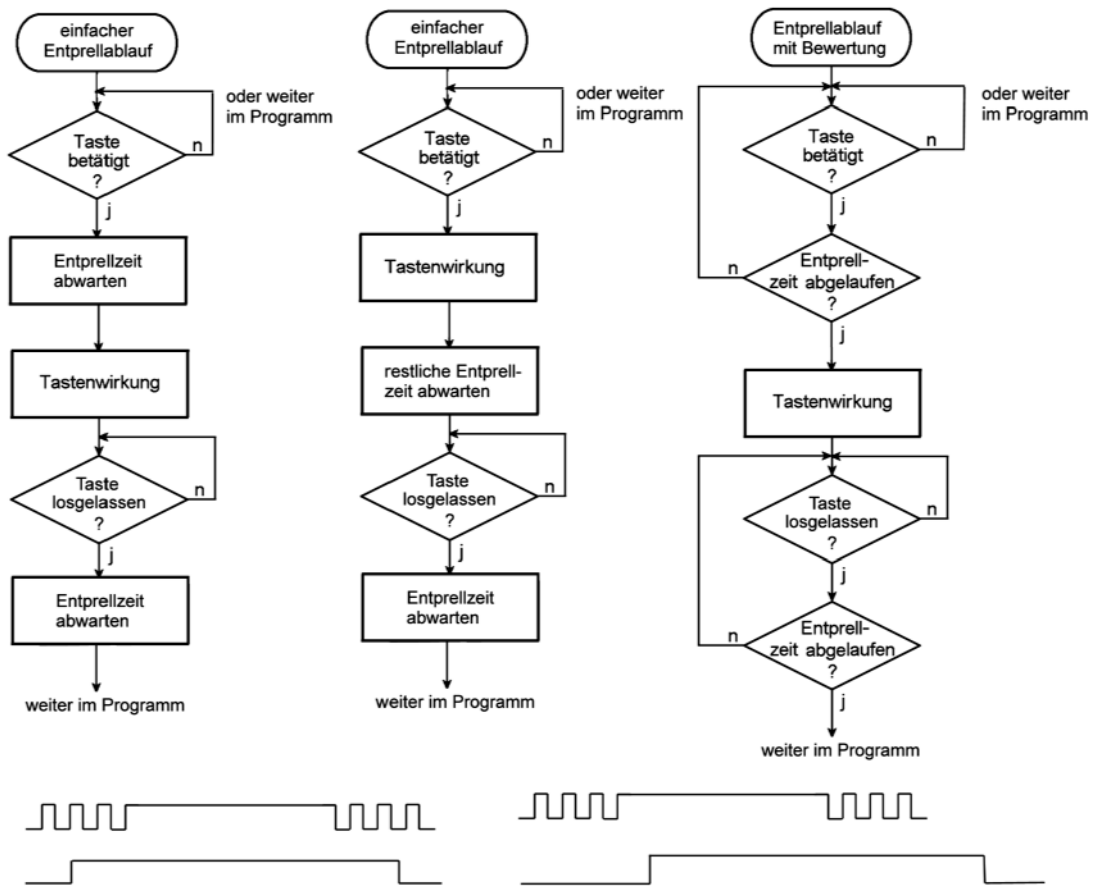 einfacher
Entprellablauf
oder weiter
im Programm
Taste
betätigt
?
n
j
Entprellzeit
abwarten
Tastenwirkung
Taste
losgelassen
?
n
j
Entprellzeit
abwarten
weiter im Programm
einfacher
Entprellablauf
oder weiter
im Programm
Taste
betätigt
?
n
j
Tastenwirkung
restliche Entprell-
zeit abwarten
Taste
losgelassen
?
n
j
Entprellzeit
abwarten
weiter im Programm
Entprellablauf
mit Bewertung
oder weiter
im Programm
Taste
betätigt
?
n
j
Entprell-
zeit abgelaufen
?
n
j
Tastenwirkung
Taste
losgelassen
?
n
j
Entprell-
zeit abgelaufen
?
n
j
weiter im Programm